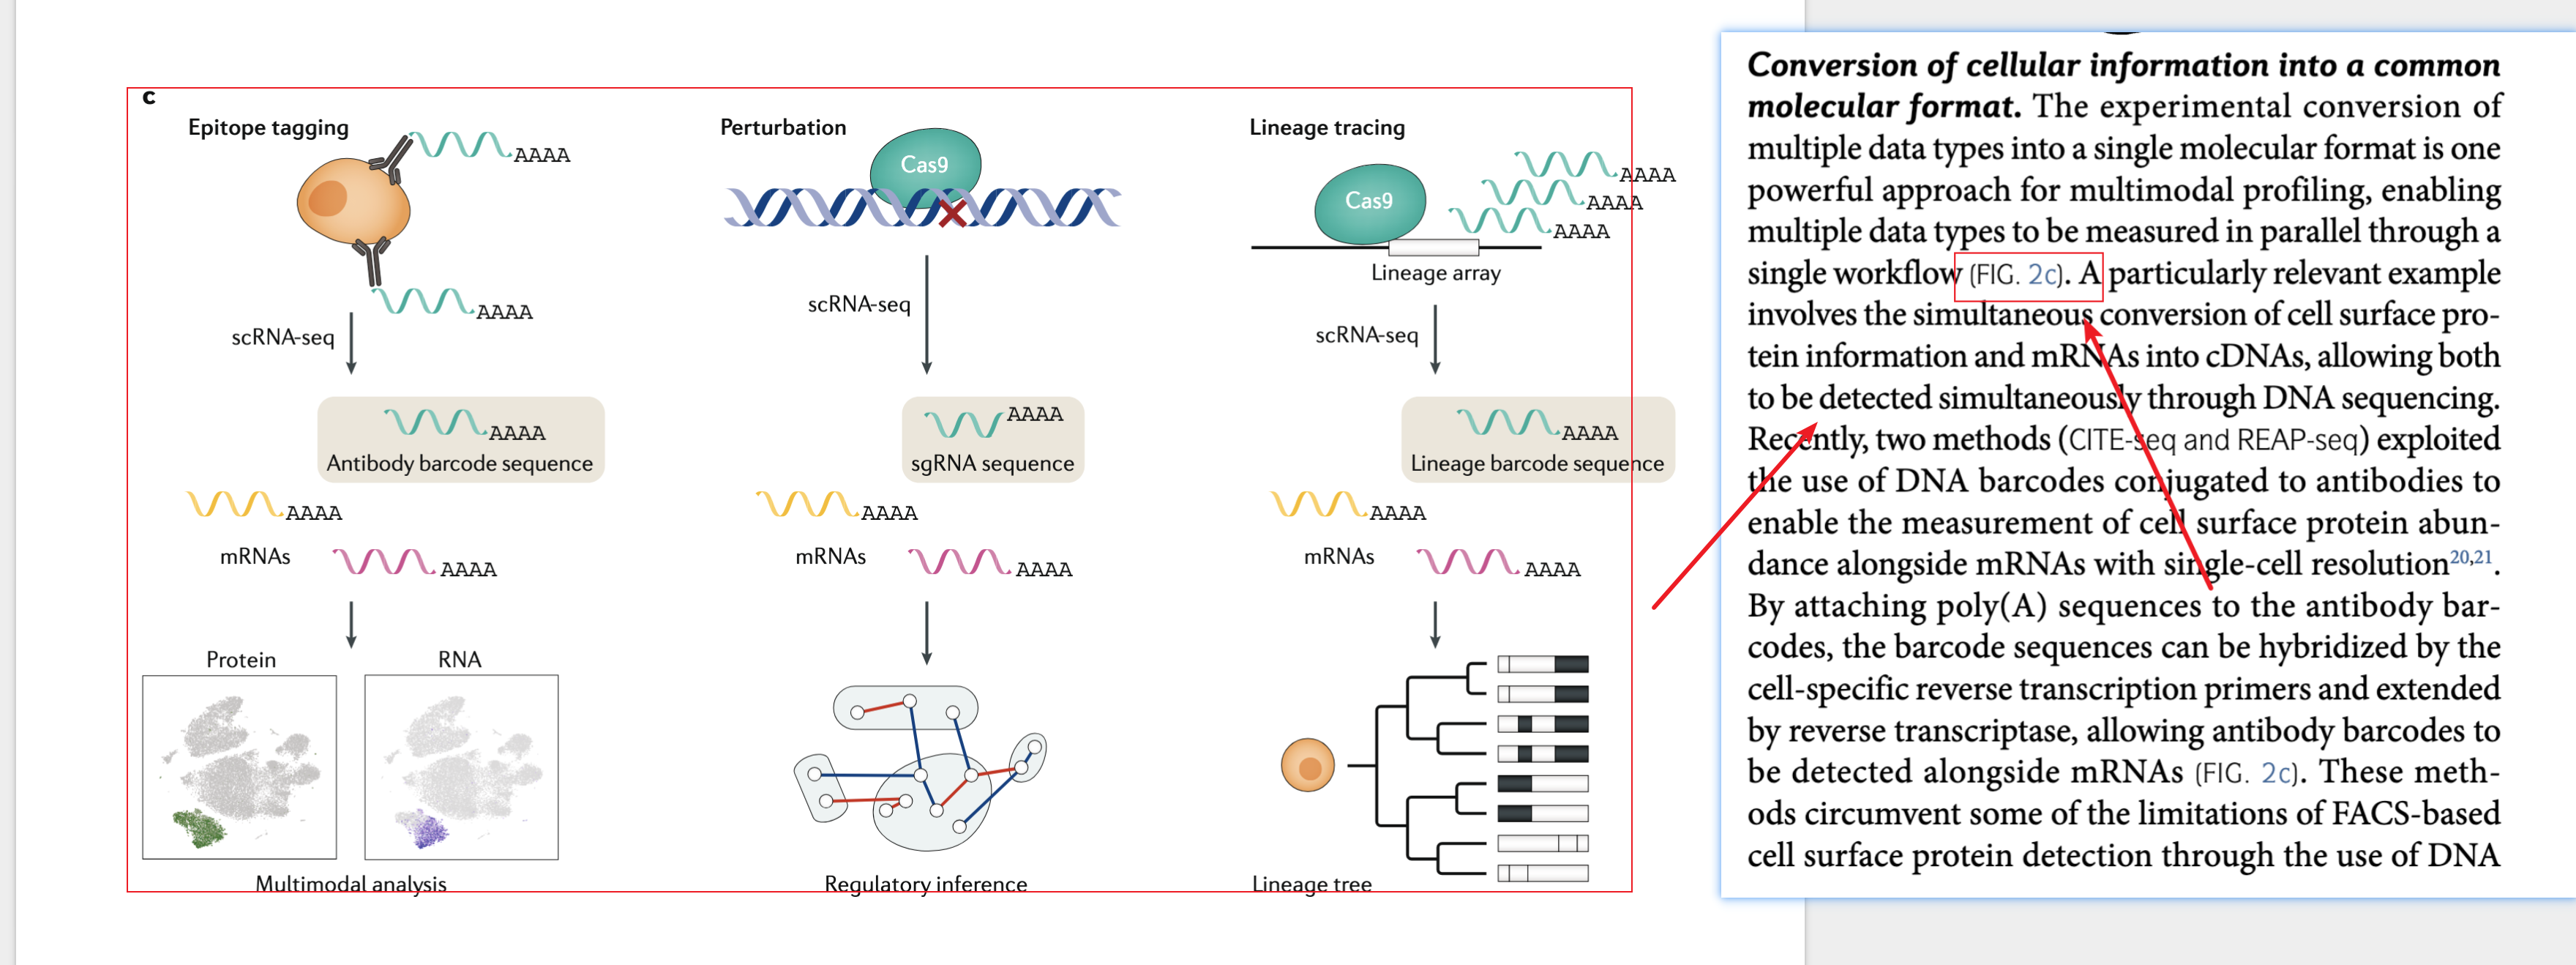 c
Epitope tagging
AAAA
AAAA
scRNA-seq
AAAA
Antibody barcode sequence
AAAA
mRNAs
AAAA
Protein
RNA
Multimodal analysis
Perturbation
Cas9
scRNA-seq
AAAA
sgRNA sequence
AAAA
mRNAs
AAAA
Regulatory inference
Lineage tracing
AAAA
Cas9
AAAA
AAAA
Lineage array
scRNA-seq
AAAA
Lineage barcode sequence
AAAA
mRNAs
AAAA
Lineage tree
Conversion of cellular information into a common
molecular format. The experimental conversion of
multiple data types into a single molecular format is one
powerful approach for multimodal profiling, enabling
multiple data types to be measured in parallel through a
single workflow (FIG. 2c). A particularly relevant example
involves the simultaneous conversion of cell surface pro-
tein information and mRNAs into cDNAs, allowing both
to be detected simultaneously through DNA sequencing.
Recently, two methods (CITE-seq and REAP-seq) exploited
the use of DNA barcodes conjugated to antibodies to
enable the measurement of cell surface protein abun-
dance alongside mRNAs with single-cell resolution20,21.
By attaching poly(A) sequences to the antibody bar-
codes, the barcode sequences can be hybridized by the
cell-specific reverse transcription primers and extended
by reverse transcriptase, allowing antibody barcodes to
be detected alongside mRNAs (FIG. 2c). These meth-
ods circumvent some of the limitations of FACS-based
cell surface protein detection through the use of DNA